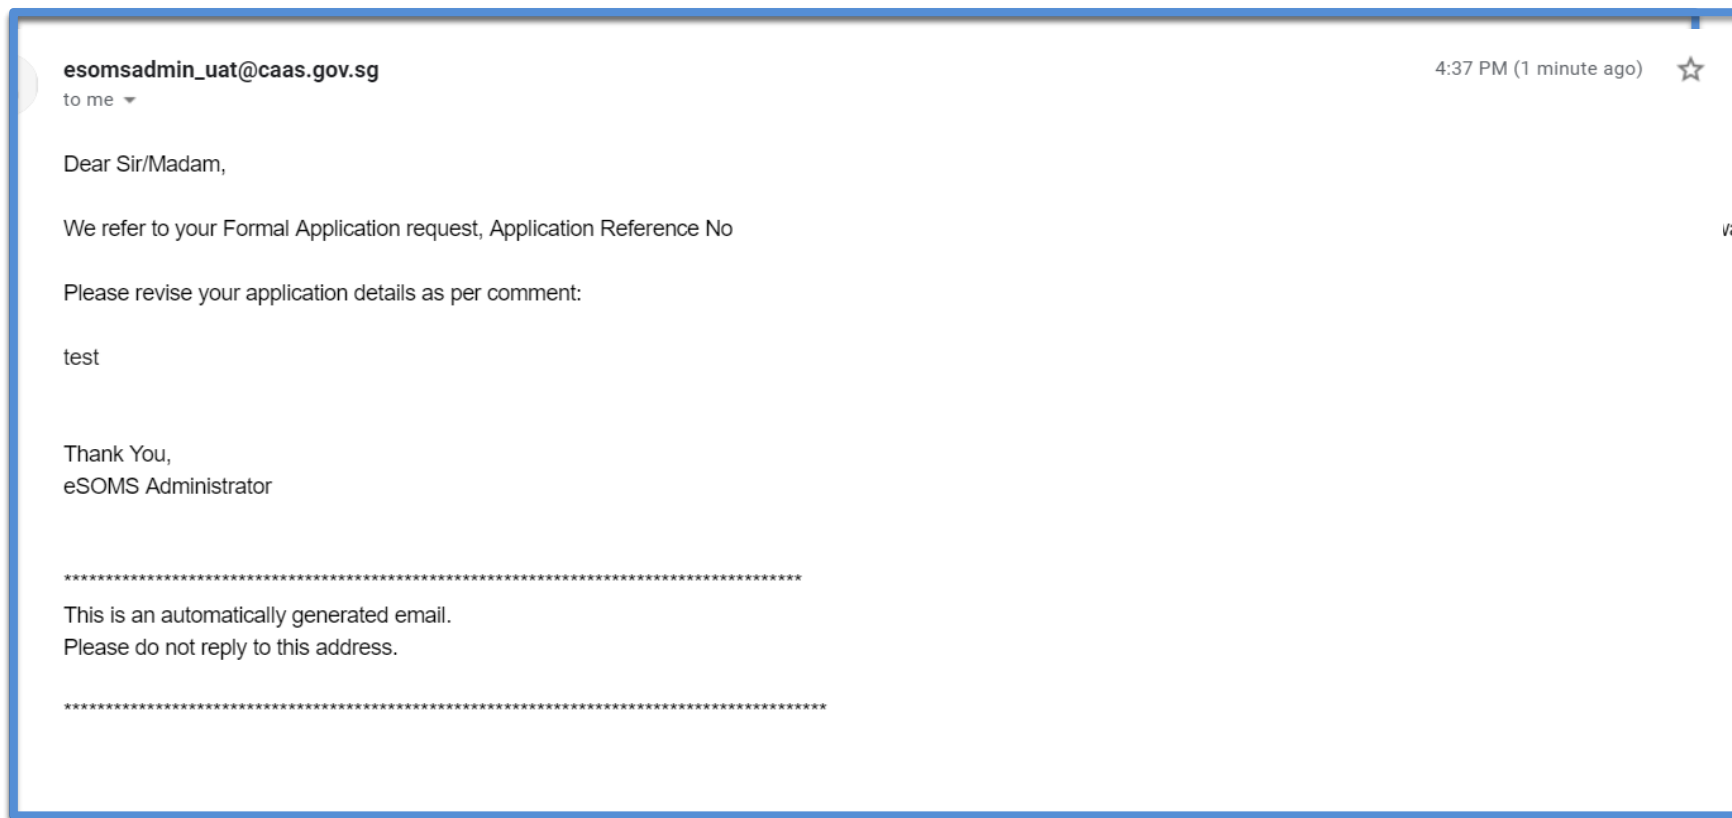 esomsadmin_uat@caas.gov.sg
4:37 PM (1 minute ago)
to me
Dear Sir/Madam,
We refer to your Formal Application request, Application Reference No
Please revise your application details as per comment:
test
Thank You,
eSOMS Administrator
*****************************************************************************************
This is an automatically generated email.
Please do not reply to this address.
********************************************************************************************